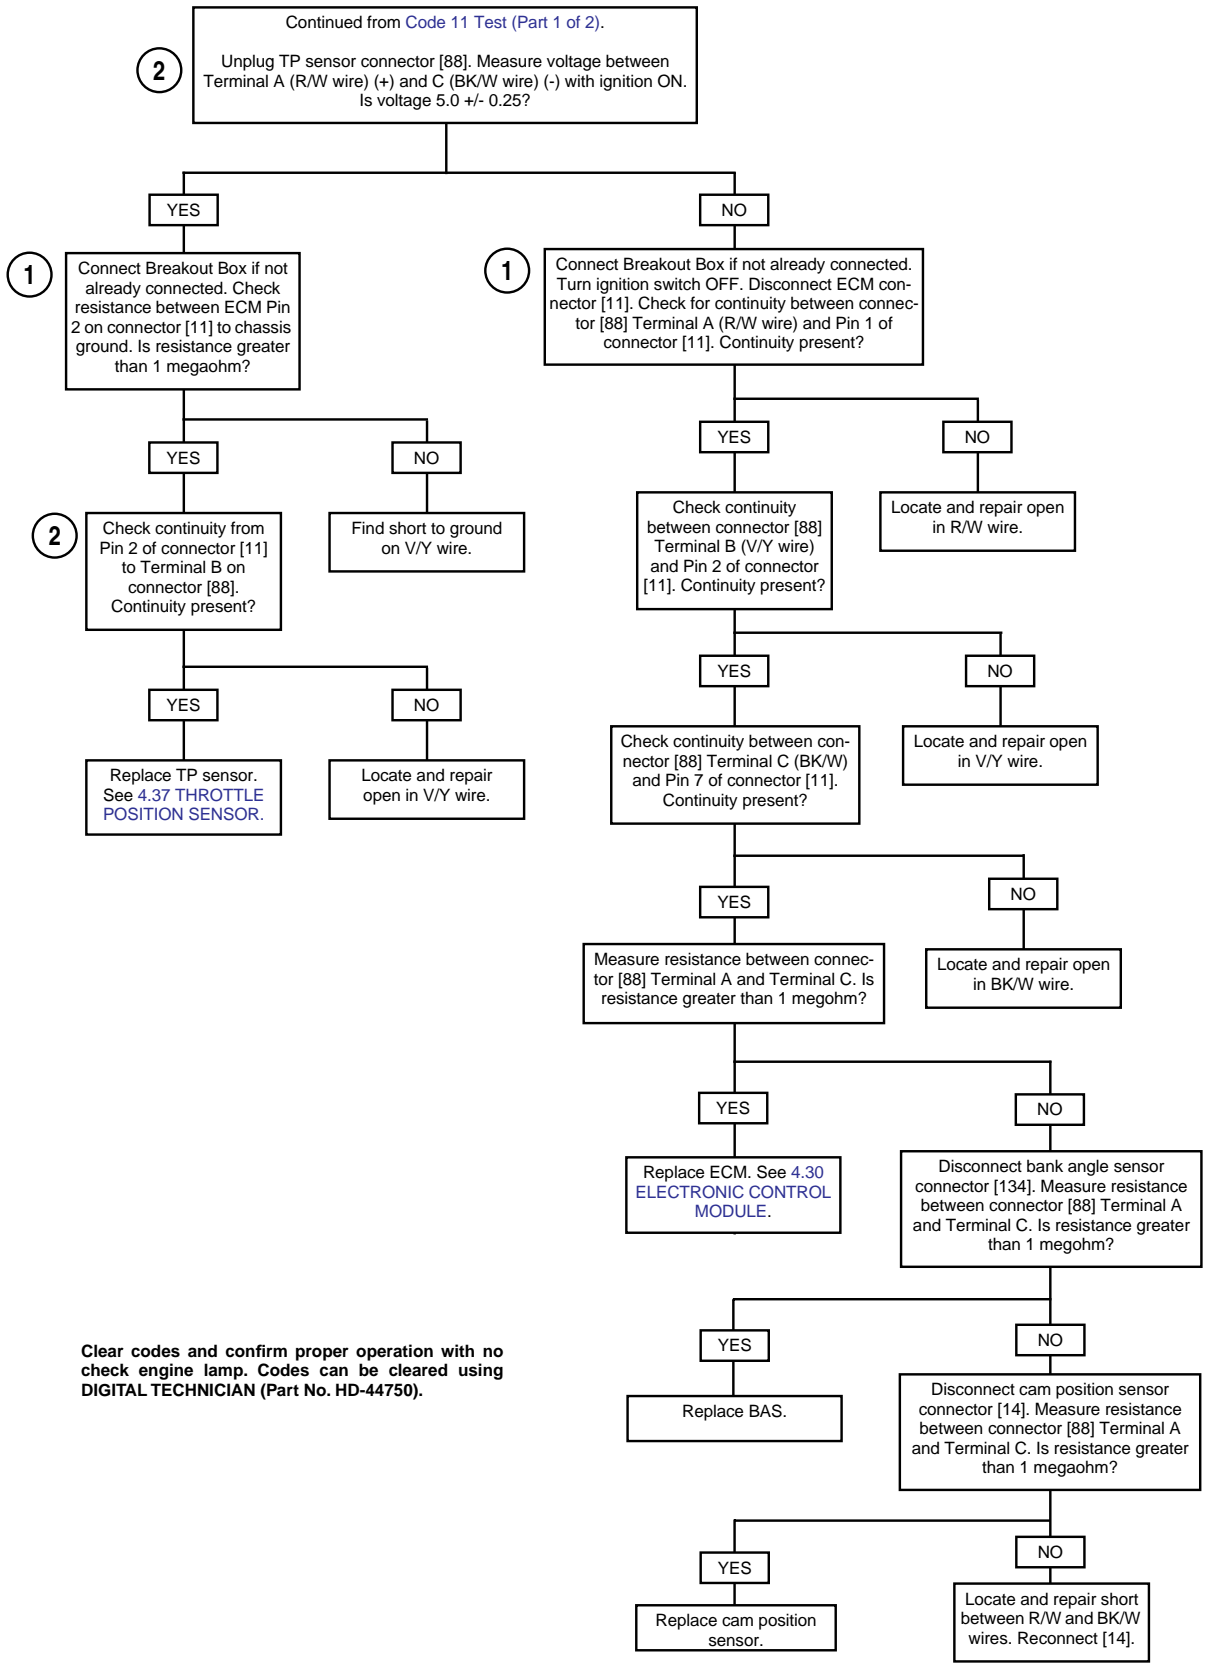 Continued from Code 11 Test (Part 1 of 2).
2
Unplug TP sensor connector [88]. Measure voltage between
Terminal A (R/W wire) (+) and C (BK/W wire) (-) with ignition ON.
Is voltage 5.0 +/- 0.25?
YES
NO
1
Connect Breakout Box if not
already connected. Check
resistance between ECM Pin
2 on connector [11] to chassis
ground. Is resistance greater
than 1 megaohm?
1
Connect Breakout Box if not already connected.
Turn ignition switch OFF. Disconnect ECM con-
nector [11]. Check for continuity between connec-
tor [88] Terminal A (R/W wire) and Pin 1 of
connector [11]. Continuity present?
YES
NO
YES
NO
2
Check continuity from
Pin 2 of connector [11]
to Terminal B on
connector [88].
Continuity present?
Find short to ground
on V/Y wire.
Check continuity
between connector [88]
Terminal B (V/Y wire)
and Pin 2 of connector
[11]. Continuity present?
Locate and repair open
in R/W wire.
YES
NO
YES
NO
Replace TP sensor.
See 4.37 THROTTLE
POSITION SENSOR.
Locate and repair
open in V/Y wire.
Check continuity between con-
nector [88] Terminal C (BK/W)
and Pin 7 of connector [11].
Continuity present?
Locate and repair open
in V/Y wire.
YES
NO
Measure resistance between connec-
tor [88] Terminal A and Terminal C. Is
resistance greater than 1 megohm?
Locate and repair open
in BK/W wire.
YES
NO
Replace ECM. See 4.30
ELECTRONIC CONTROL
MODULE.
Disconnect bank angle sensor
connector [134]. Measure resistance
between connector [88] Terminal A
and Terminal C. Is resistance greater
than 1 megohm?
YES
NO
Clear codes and confirm proper operation with no
check engine lamp. Codes can be cleared using
DIGITAL TECHNICIAN (Part No. HD-44750).
Replace BAS.
Disconnect cam position sensor
connector [14]. Measure resistance
between connector [88] Terminal A
and Terminal C. Is resistance greater
than 1 megaohm?
YES
NO
Replace cam position
sensor.
Locate and repair short
between R/W and BK/W
wires. Reconnect [14].